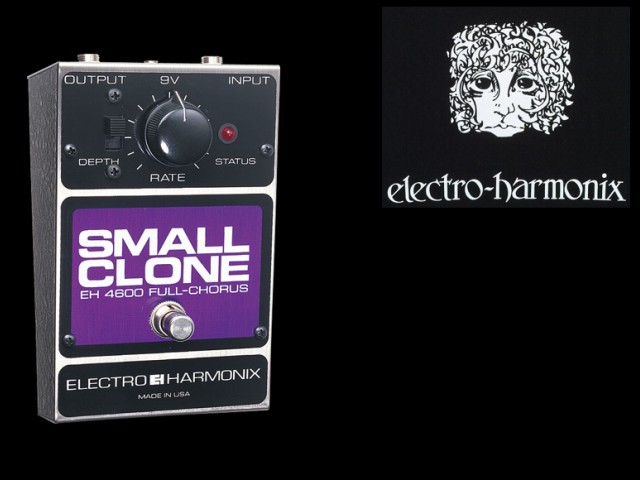 OUTPUT 9V INPUT
DEPTH STATUS
RATE
SMALL
CLONE
EH 4600 FULL-CHORUS
ELECTRO EH HARMONIX
MADE IN USA
electro-harmonix